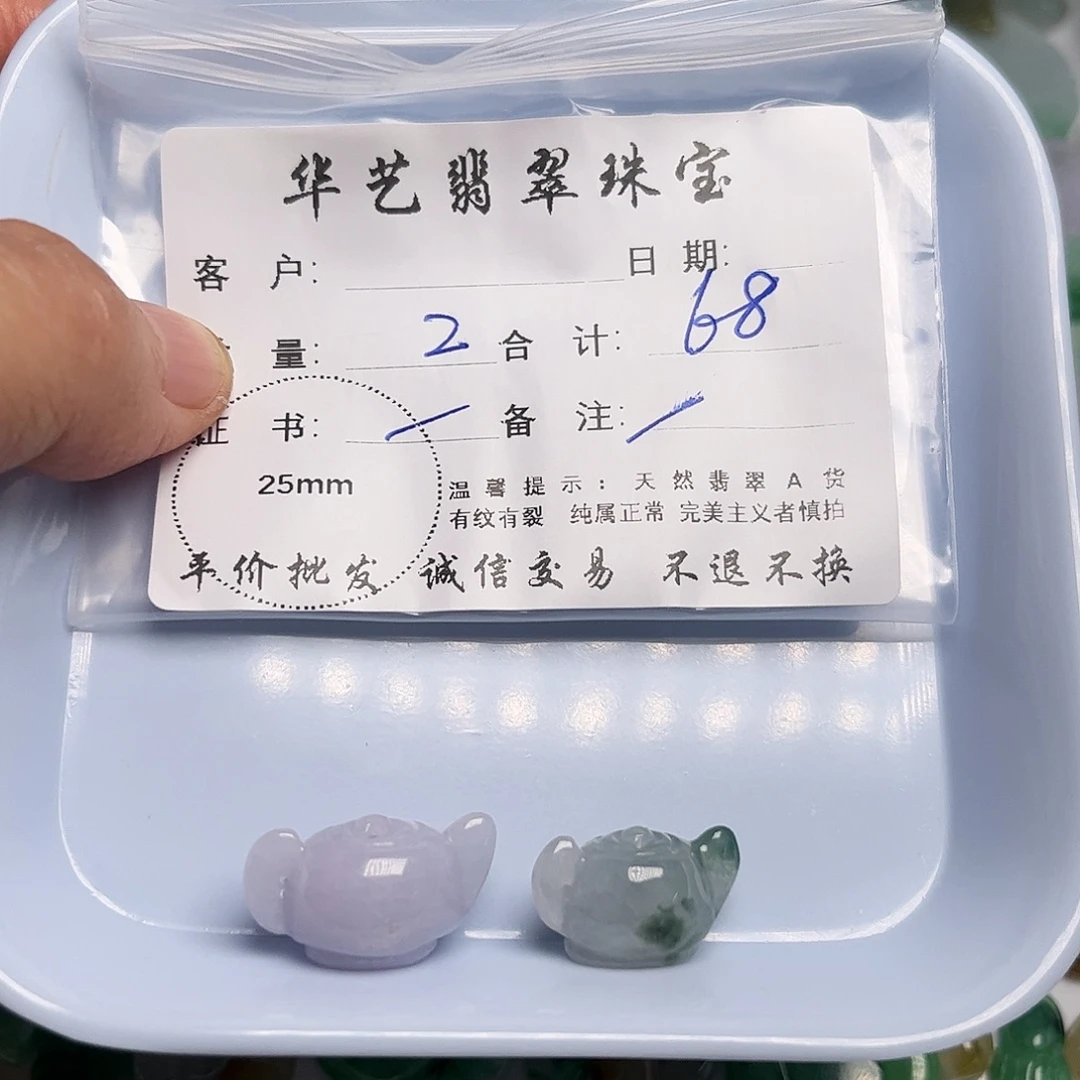 华艺翡翠珠宝
客 户： 日 期：
量： 2 合 计： 68
证 书： 备 注：
25mm
温馨提示：天然翡翠A货
有纹有裂 纯属正常 完美主义者慎拍
平价批发 诚信交易 不退不换